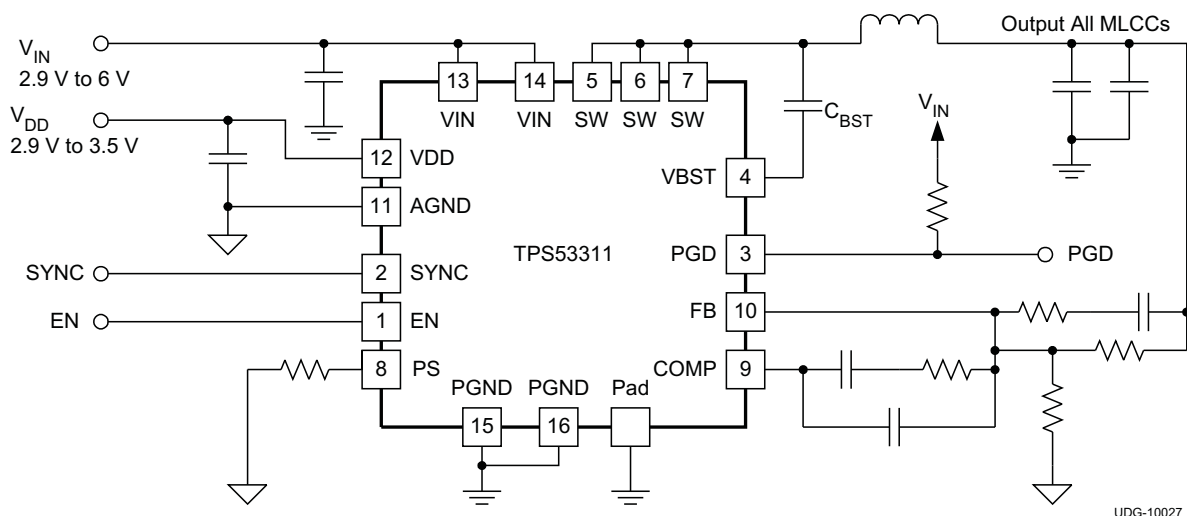 Output All MLCCs
V_IN
2.9 V to 6 V
13
14
5
6
7
VIN
VIN
SW
SW
SW
C_BST
V_IN
V_DD
2.9 V to 3.5 V
12
VDD
VBST
4
11
AGND
TPS53311
PGD
3
PGD
SYNC
2
SYNC
FB
10
EN
1
EN
8
PS
COMP
9
PGND
PGND
Pad
15
16
UDG-10027